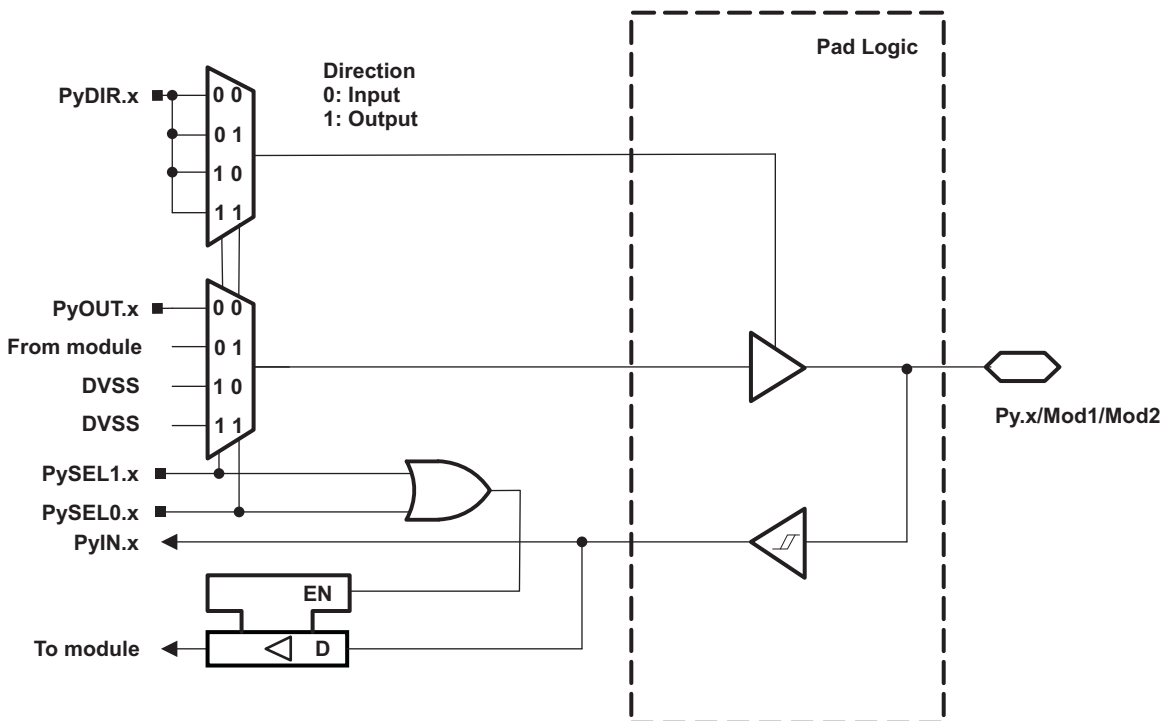 Pad Logic
Direction
0: Input
1: Output
PyDIR.x
0 0
0 1
1 0
1 1
PyOUT.x
0 0
From module
0 1
DVSS
1 0
DVSS
1 1
Py.x/Mod1/Mod2
PySEL1.x
PySEL0.x
PyIN.x
EN
To module
D